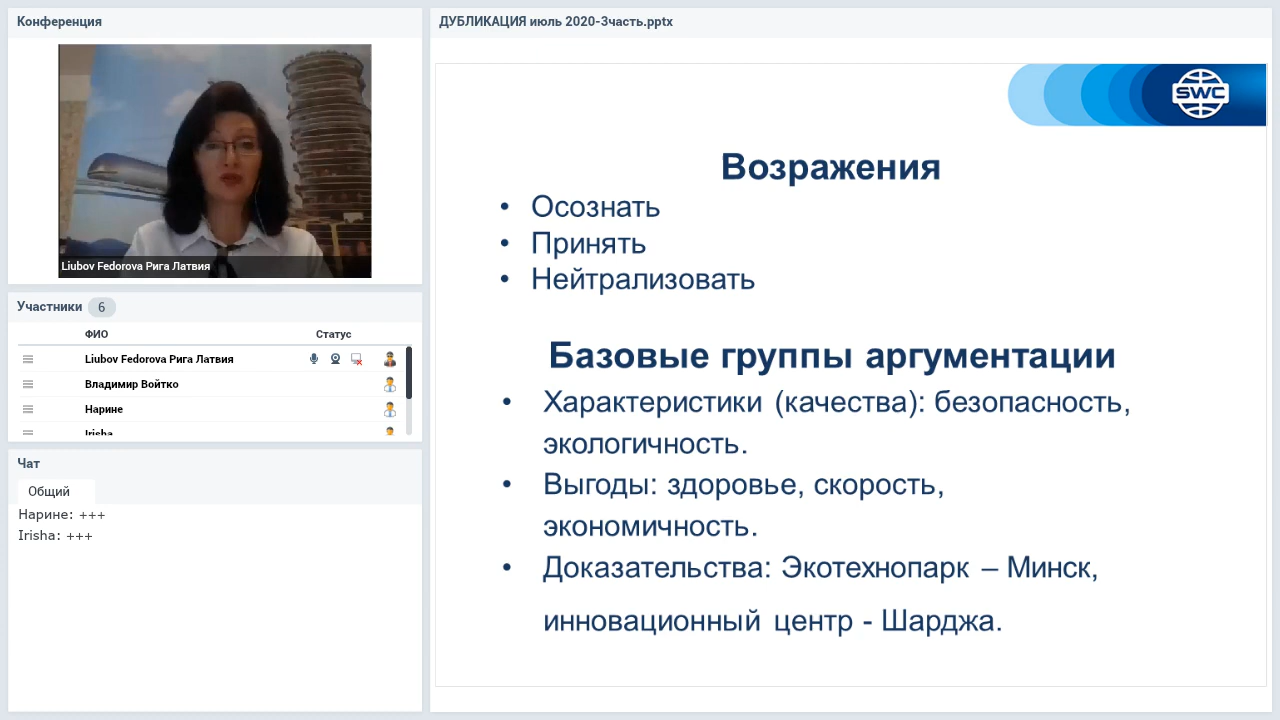 Конференция
Liubov Fedorova Рига Латвия
Участники 6
ФИО Статус
Liubov Fedorova Рига Латвия
Владимир Войтко
Нарине
Irisha
Чат
Общий
Нарине: +++
Irisha: +++
ДУБЛИКАЦИЯ июль 2020-3часть.pptx
SWC
Возражения
• Осознать
• Принять
• Нейтрализовать
Базовые группы аргументации
• Характеристики (качества): безопасность,
экологичность.
• Выгоды: здоровье, скорость,
экономичность.
• Доказательства: Экотехнопарк – Минск,
инновационный центр - Шарджа.